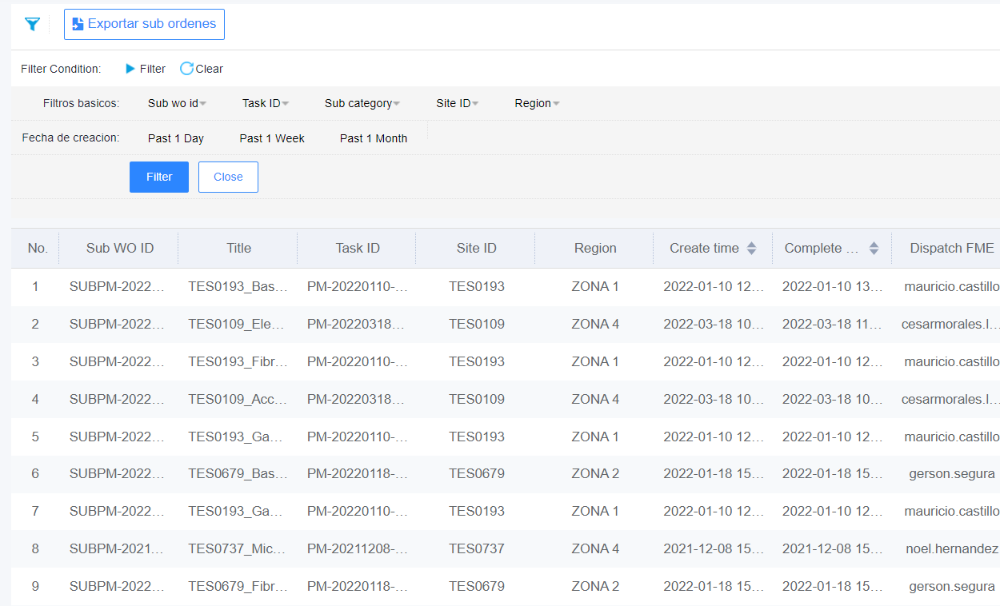 Exportar sub ordenes
Filter Condition: Filter Clear
Filtros basicos: Sub wo id Task ID Sub category Site ID Region
Fecha de creacion: Past 1 Day Past 1 Week Past 1 Month
Filter Close
No. Sub WO ID Title Task ID Site ID Region Create time Complete ... Dispatch FME
1 SUBPM-2022... TES0193_Bas... PM-20220110-... TES0193 ZONA 1 2022-01-10 12... 2022-01-10 13... mauricio.castillo
2 SUBPM-2022... TES0109_Ele... PM-20220318... TES0109 ZONA 4 2022-03-18 10... 2022-03-18 11... cesarmorales.l...
3 SUBPM-2022... TES0193_Fibr... PM-20220110-... TES0193 ZONA 1 2022-01-10 12... 2022-01-10 12... mauricio.castillo
4 SUBPM-2022... TES0109_Acc... PM-20220318... TES0109 ZONA 4 2022-03-18 10... 2022-03-18 10... cesarmorales.l...
5 SUBPM-2022... TES0193_Ga... PM-20220110-... TES0193 ZONA 1 2022-01-10 12... 2022-01-10 12... mauricio.castillo
6 SUBPM-2022... TES0679_Bas... PM-20220118-... TES0679 ZONA 2 2022-01-18 15... 2022-01-18 15... gerson.segura
7 SUBPM-2022... TES0193_Ga... PM-20220110-... TES0193 ZONA 1 2022-01-10 12... 2022-01-10 12... mauricio.castillo
8 SUBPM-2021... TES0737_Mic... PM-20211208-... TES0737 ZONA 4 2021-12-08 15... 2021-12-08 15... noel.hernandez
9 SUBPM-2022... TES0679_Fibr... PM-20220118-... TES0679 ZONA 2 2022-01-18 15... 2022-01-18 15... gerson.segura